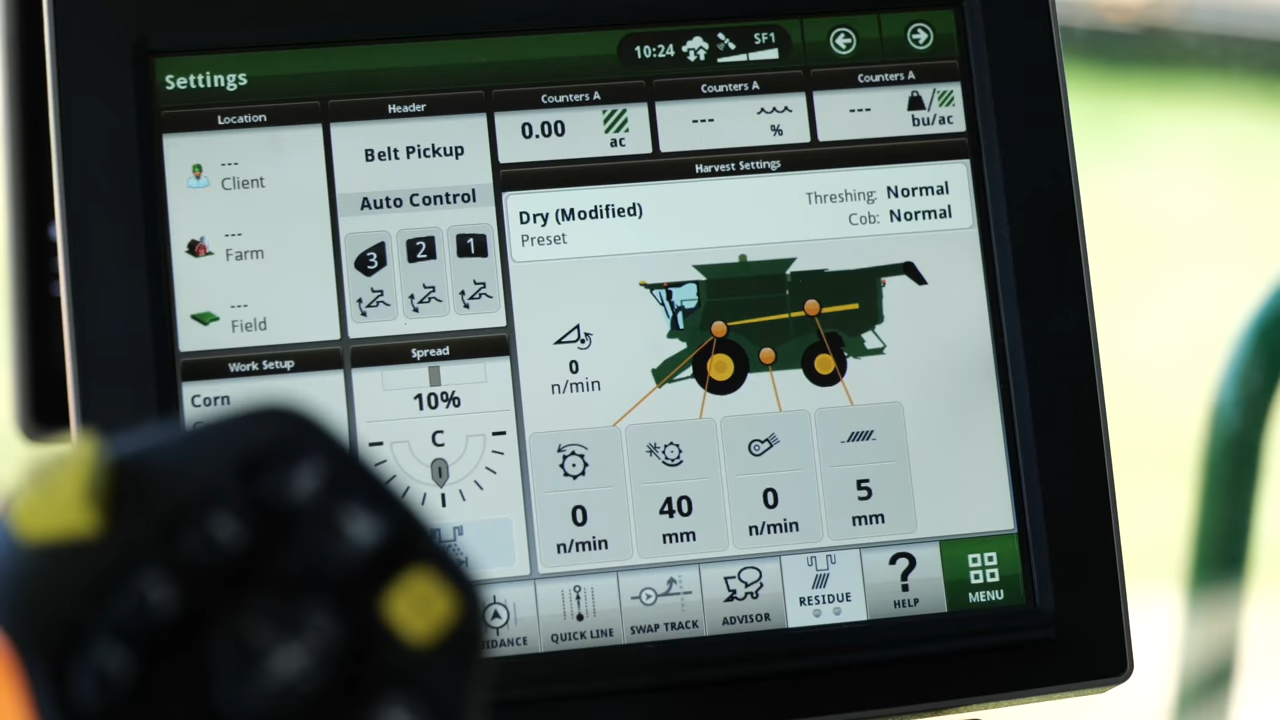 Settings
10:24
SF1
Location
---
Client
---
Farm
---
Field
Work Setup
Corn
Header
Belt Pickup
Auto Control
3
2
1
Spread
10%
C
Counters A
0.00
ac
Counters A
---
%
Counters A
---
bu/ac
Harvest Settings
Dry (Modified)
Preset
Threshing: Normal
Cob: Normal
0
n/min
0
n/min
40
mm
0
n/min
5
mm
QUICK LINE
SWAP TRACK
ADVISOR
RESIDUE
HELP
MENU